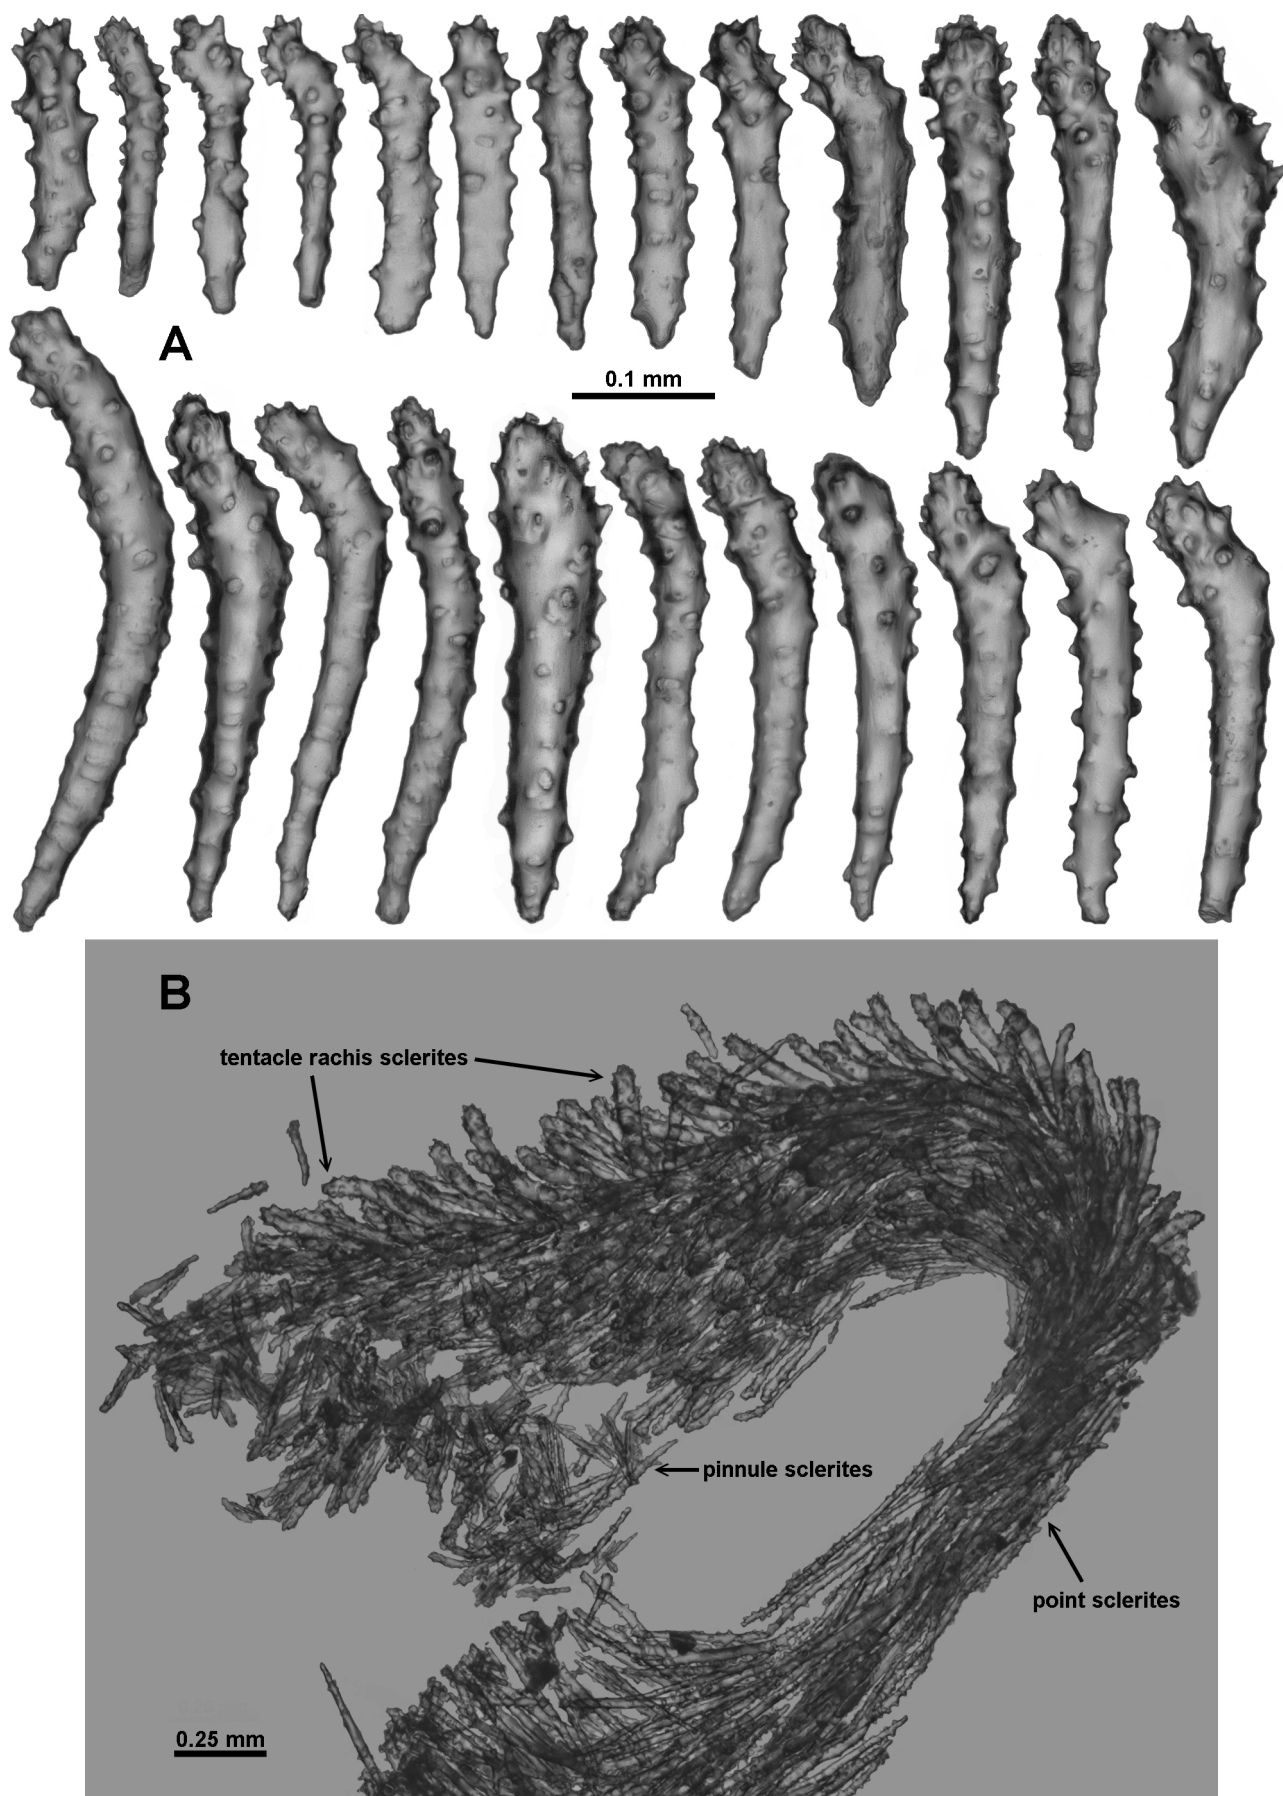 A
0.1 mm
B
tentacle rachis sclerites
pinnule sclerites
point sclerites
0.25 mm